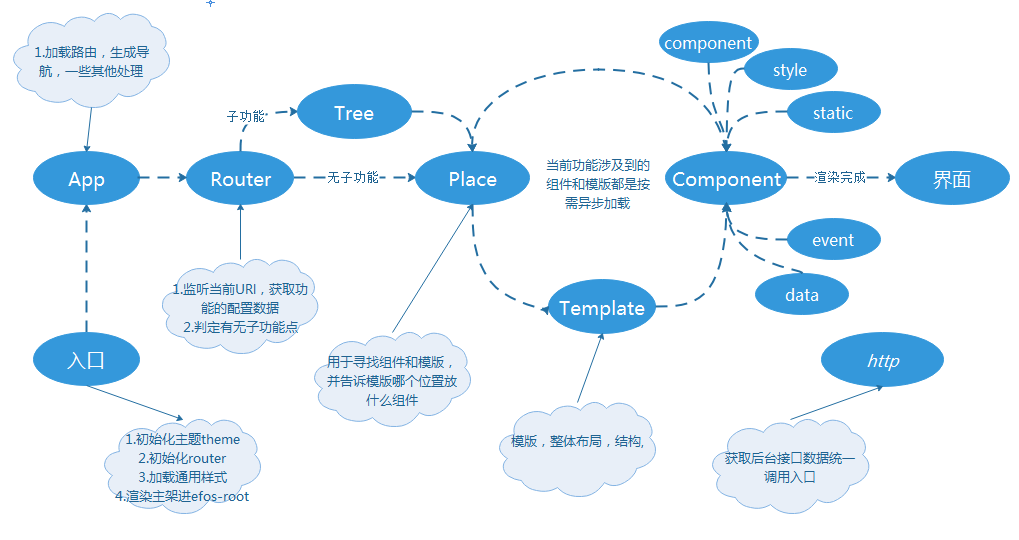 1.加载路由，生成导
航，一些其他处理
App
入口
1.初始化主题theme
2.初始化router
3.加载通用样式
4.渲染主架进efos-root
Router
子功能
Tree
无子功能
1.监听当前URI，获取功
能的配置数据
2.判定有无子功能点
Place
用于寻找组件和模版，
并告诉模版哪个位置放
什么组件
当前功能涉及到的
组件和模版都是按
需异步加载
Template
模版，整体布局，结构,
component
style
static
Component
渲染完成
界面
event
data
http
获取后台接口数据统一
调用入口